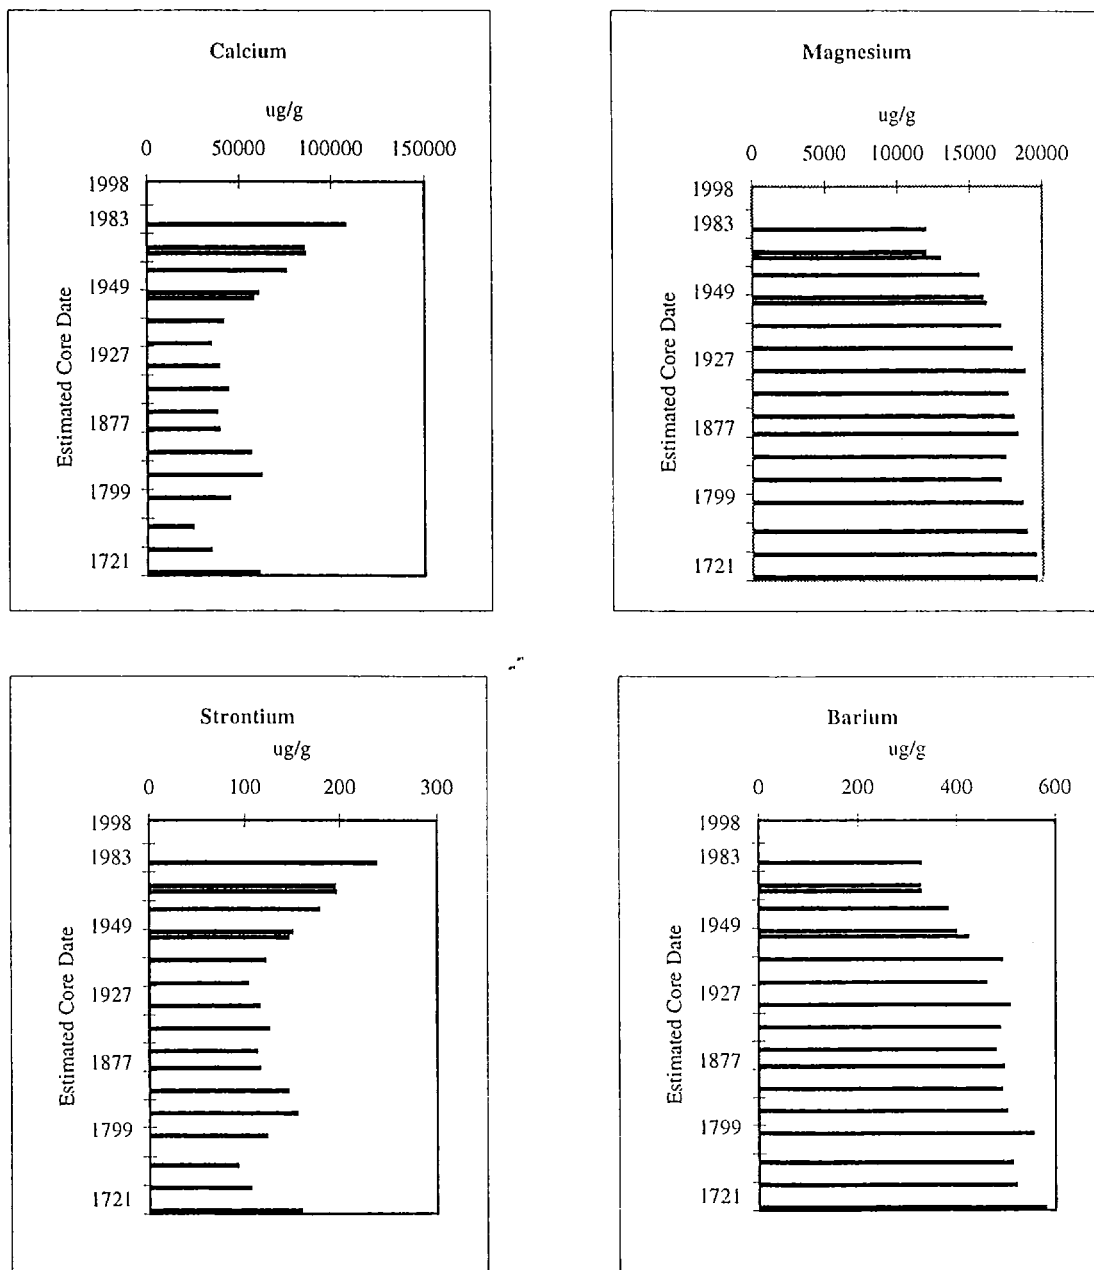 Calcium
ug/g
0 50000 100000 150000
1998
1983
1949
1927
1877
1799
1721
Estimated Core Date
Magnesium
ug/g
0 5000 10000 15000 20000
1998
1983
1949
1927
1877
1799
1721
Estimated Core Date
Strontium
ug/g
0 100 200 300
1998
1983
1949
1927
1877
1799
1721
Estimated Core Date
Barium
ug/g
0 200 400 600
1998
1983
1949
1927
1877
1799
1721
Estimated Core Date